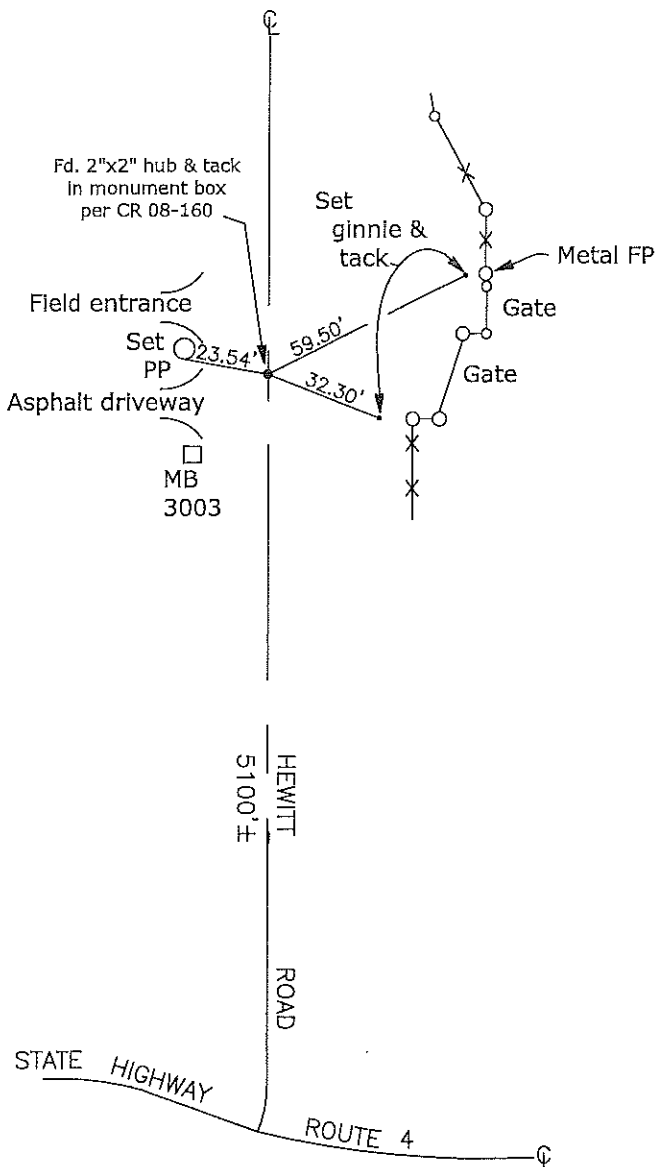 ℄
Fd. 2"x2" hub & tack
in monument box
per CR 08-160
Set
ginnie &
tack
Metal FP
Field entrance
Gate
Set
PP
23.54'
59.50'
32.30'
Gate
Asphalt driveway
MB
3003
HEWITT
5100'±
ROAD
STATE HIGHWAY ROUTE 4
℄